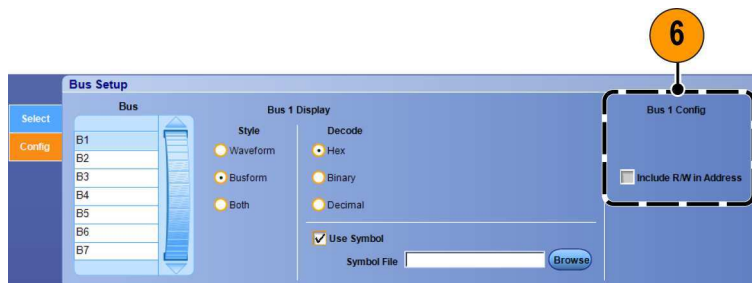 6
Bus Setup
Select
Config
Bus
B1
B2
B3
B4
B5
B6
B7
Bus 1 Display
Style
Waveform
Busform
Both
Decode
Hex
Binary
Decimal
Use Symbol
Symbol File
Browse
Bus 1 Config
Include R/W in Address